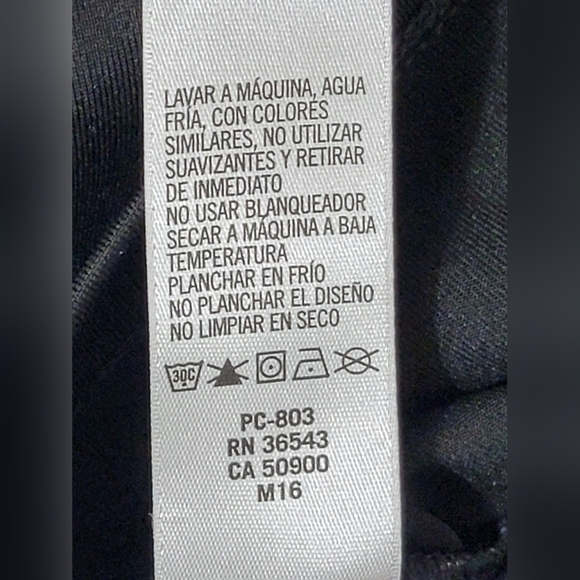 LAVAR A MÁQUINA, AGUA
FRÍA, CON COLORES
SIMILARES, NO UTILIZAR
SUAVIZANTES Y RETIRAR
DE INMEDIATO
NO USAR BLANQUEADOR
SECAR A MÁQUINA A BAJA
TEMPERATURA
PLANCHAR EN FRÍO
NO PLANCHAR EL DISEÑO
NO LIMPIAR EN SECO
30C
PC-803
RN 36543
CA 50900
M16